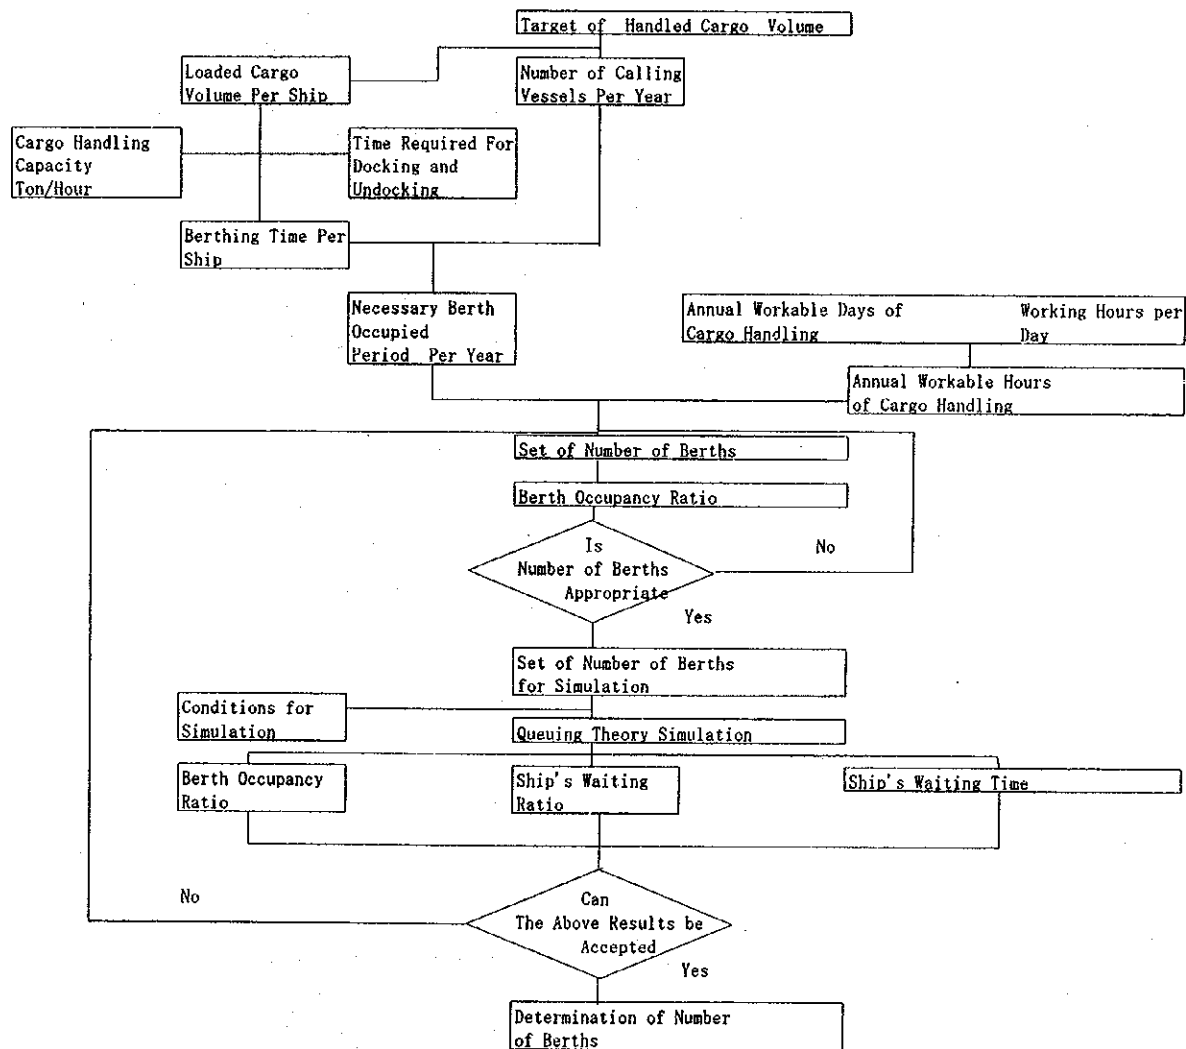 Target of Handled Cargo Volume
Loaded Cargo
Volume Per Ship
Number of Calling
Vessels Per Year
Cargo Handling
Capacity
Ton/Hour
Time Required For
Docking and
Undocking
Berthing Time Per
Ship
Necessary Berth
Occupied
Period Per Year
Annual Workable Days of
Cargo Handling
Working Hours per
Day
Annual Workable Hours
of Cargo Handling
Set of Number of Berths
Berth Occupancy Ratio
Is
Number of Berths
Appropriate
No
Yes
Set of Number of Berths
for Simulation
Conditions for
Simulation
Queuing Theory Simulation
Berth Occupancy
Ratio
Ship's Waiting
Ratio
Ship's Waiting Time
No
Can
The Above Results be
Accepted
Yes
Determination of Number
of Berths